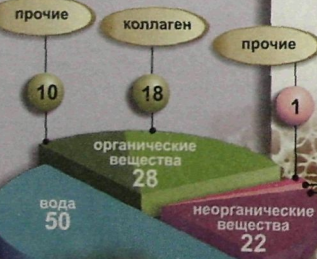 прочие
коллаген
прочие
10
18
1
органические
вещества
28
вода
50
неорганические
вещества
22